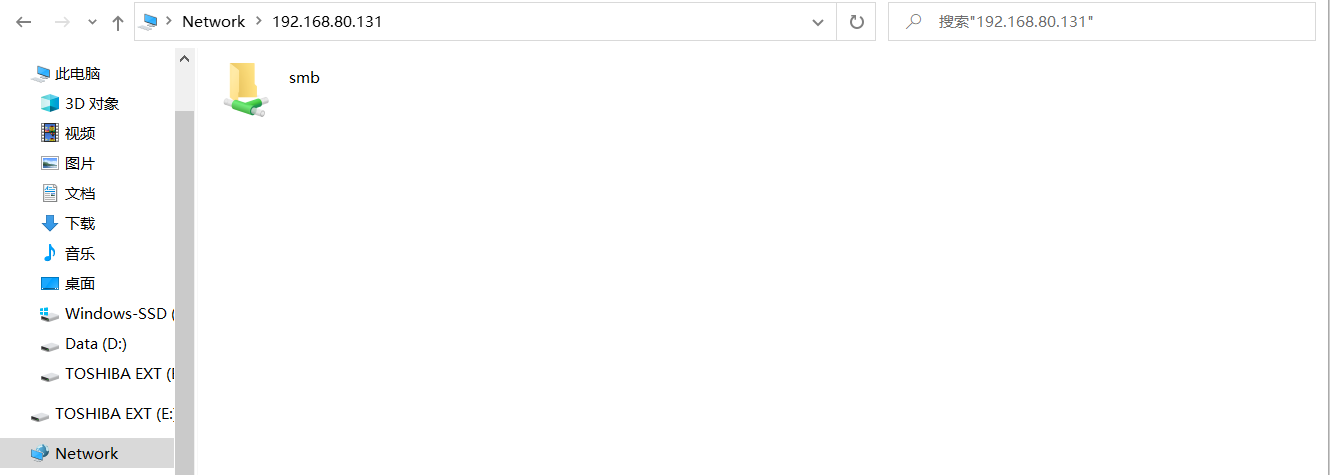 Network 192.168.80.131
搜索"192.168.80.131"
此电脑
3D 对象
视频
图片
文档
下载
音乐
桌面
Windows-SSD (
Data (D:)
TOSHIBA EXT (
TOSHIBA EXT (E:)
Network
smb